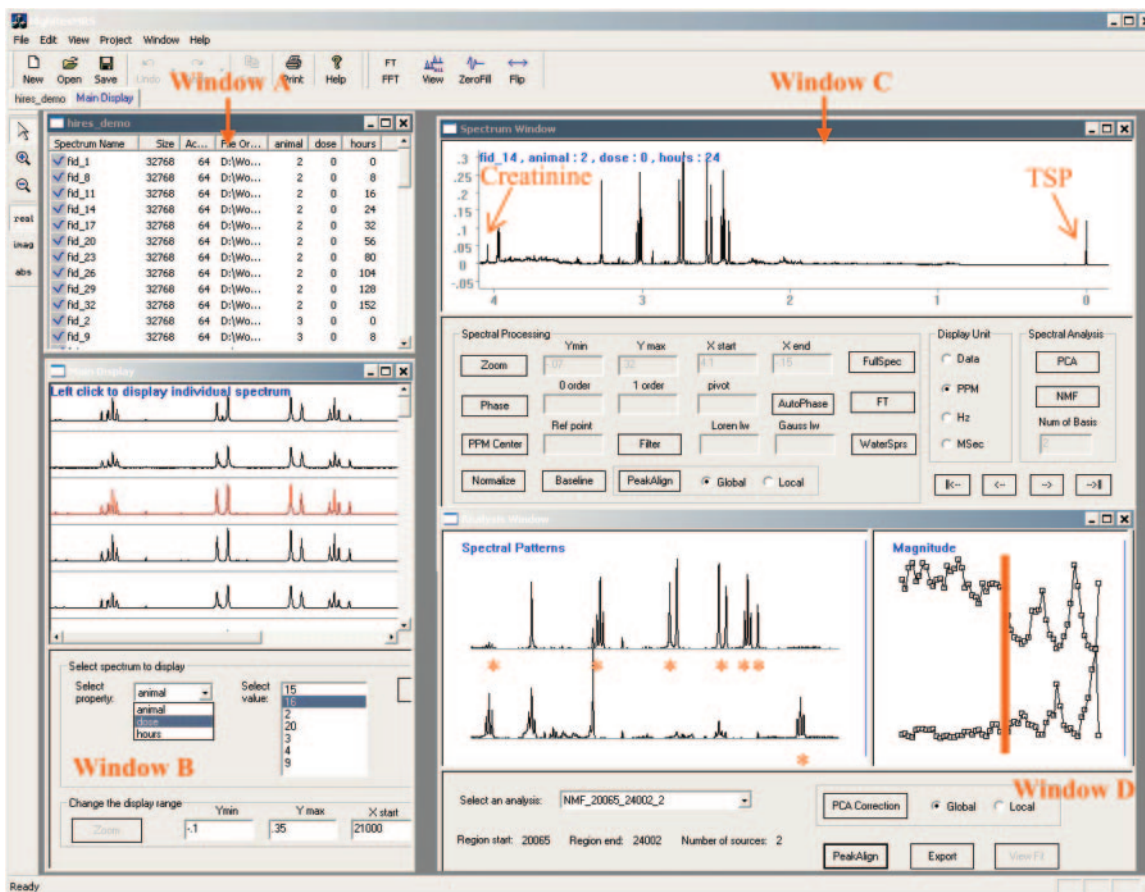 File Edit View Project Window Help
New Open Save Undo Print Help FFT View ZeroFill Flip
FT
Window A
Window C
hires_demo Main Display
hires_demo
Spectrum Name Size Ac... File Or... animal dose hours
fid_1 32768 64 D:\Wo... 2 0 0
fid_8 32768 64 D:\Wo... 2 0 8
fid_11 32768 64 D:\Wo... 2 0 16
fid_14 32768 64 D:\Wo... 2 0 24
fid_17 32768 64 D:\Wo... 2 0 32
fid_20 32768 64 D:\Wo... 2 0 56
fid_23 32768 64 D:\Wo... 2 0 80
fid_26 32768 64 D:\Wo... 2 0 104
fid_29 32768 64 D:\Wo... 2 0 128
fid_32 32768 64 D:\Wo... 2 0 152
fid_2 32768 64 D:\Wo... 3 0 0
fid_9 32768 64 D:\Wo... 3 0 8
real
imag
abs
Main Display
Left click to display individual spectrum
Select spectrum to display
Select property: animal
animal
dose
hours
Select value:
15
16
2
20
3
4
9
Window B
Change the display range
Ymin Y max X start
Zoom -.1 .35 21000
Spectrum Window
fid_14 , animal : 2 , dose : 0 , hours : 24
Creatinine
TSP
.3
.25
.2
.15
.1
.05
0
-.05
4 3 2 1 0
Spectral Processing
Ymin Y max X start X end
Zoom -.07 .32 4.1 -.15 FullSpec
0 order 1 order pivot
Phase AutoPhase FT
Ref point Loren lw Gauss lw
PPM Center Filter WaterSprs
Normalize Baseline PeakAlign Global Local
Display Unit
Data
PPM
Hz
MSec
Spectral Analysis
PCA
NMF
Num of Basis
2
|<-- <-- --> -->|
Analysis Window
Spectral Patterns
* * * * * *
*
Magnitude
Window D
Select an analysis: NMF_20065_24002_2
PCA Correction Global Local
Region start: 20065 Region end: 24002 Number of sources: 2
PeakAlign Export View Fit
Ready